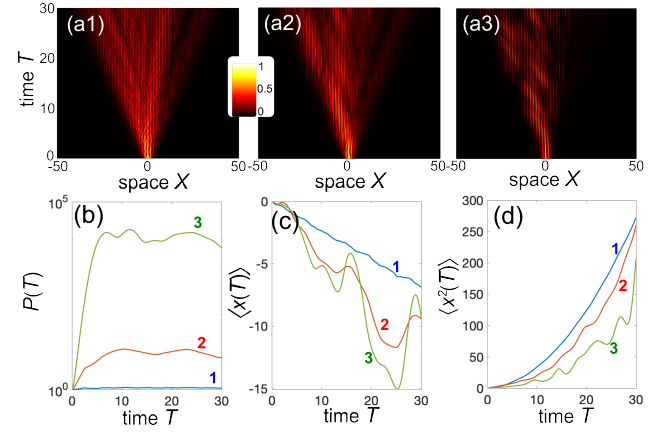 (a1) (a2) (a3)
30 20 10 0
time T
1 0.5 0
-50 0 50 -50 0 50 -50 0 50
space X space X space X
(b) (c) (d)
10^5 10^0
P(T)
3 2 1
0 10 20 30
time T
0 -5 -10 -15
⟨x(T)⟩
1 2 3
0 10 20 30
time T
300 250 200 150 100 50 0
⟨x²(T)⟩
1 2 3
0 10 20 30
time T